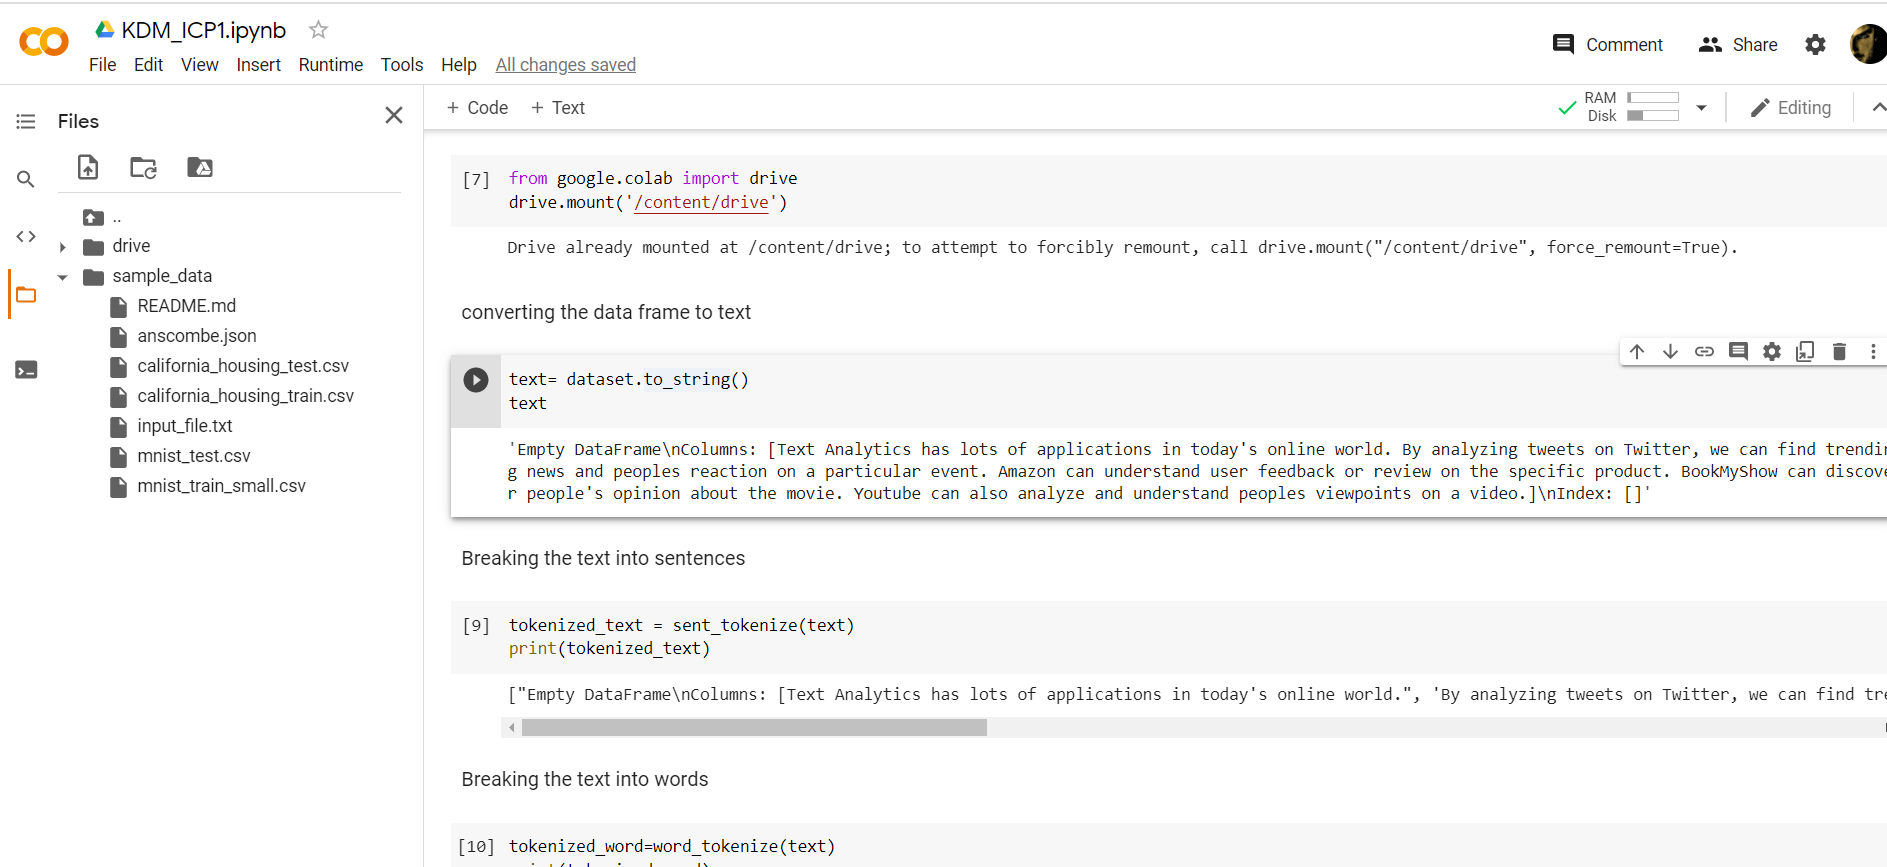 KDM_ICP1.ipynb
File Edit View Insert Runtime Tools Help All changes saved
Comment Share
Files
+ Code + Text
RAM
Disk
Editing
..
drive
sample_data
README.md
anscombe.json
california_housing_test.csv
california_housing_train.csv
input_file.txt
mnist_test.csv
mnist_train_small.csv
[7] from google.colab import drive
drive.mount('/content/drive')
Drive already mounted at /content/drive; to attempt to forcibly remount, call drive.mount("/content/drive", force_remount=True).
converting the data frame to text
text= dataset.to_string()
text
'Empty DataFrame\nColumns: [Text Analytics has lots of applications in today's online world. By analyzing tweets on Twitter, we can find trendin
g news and peoples reaction on a particular event. Amazon can understand user feedback or review on the specific product. BookMyShow can discove
r people's opinion about the movie. Youtube can also analyze and understand peoples viewpoints on a video.]\nIndex: []'
Breaking the text into sentences
[9] tokenized_text = sent_tokenize(text)
print(tokenized_text)
["Empty DataFrame\nColumns: [Text Analytics has lots of applications in today's online world.", 'By analyzing tweets on Twitter, we can find tre
Breaking the text into words
[10] tokenized_word=word_tokenize(text)